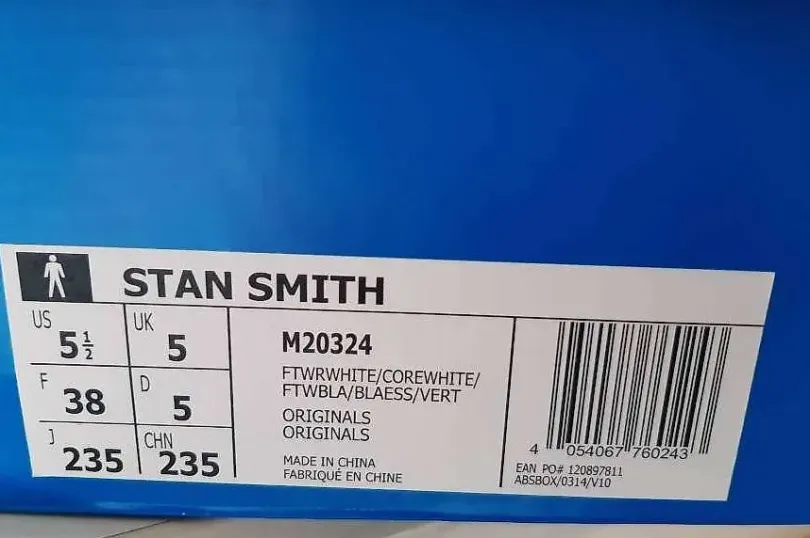 STAN SMITH
US 5½ UK 5
F 38 D 5
J 235 CHN 235
M20324
FTWRWHITE/COREWHITE/
FTWBLA/BLAESS/VERT
ORIGINALS
ORIGINALS
MADE IN CHINA
FABRIQUÉ EN CHINE
4 054067 760243
EAN PO# 120897811
ABSBOX/0314/V10